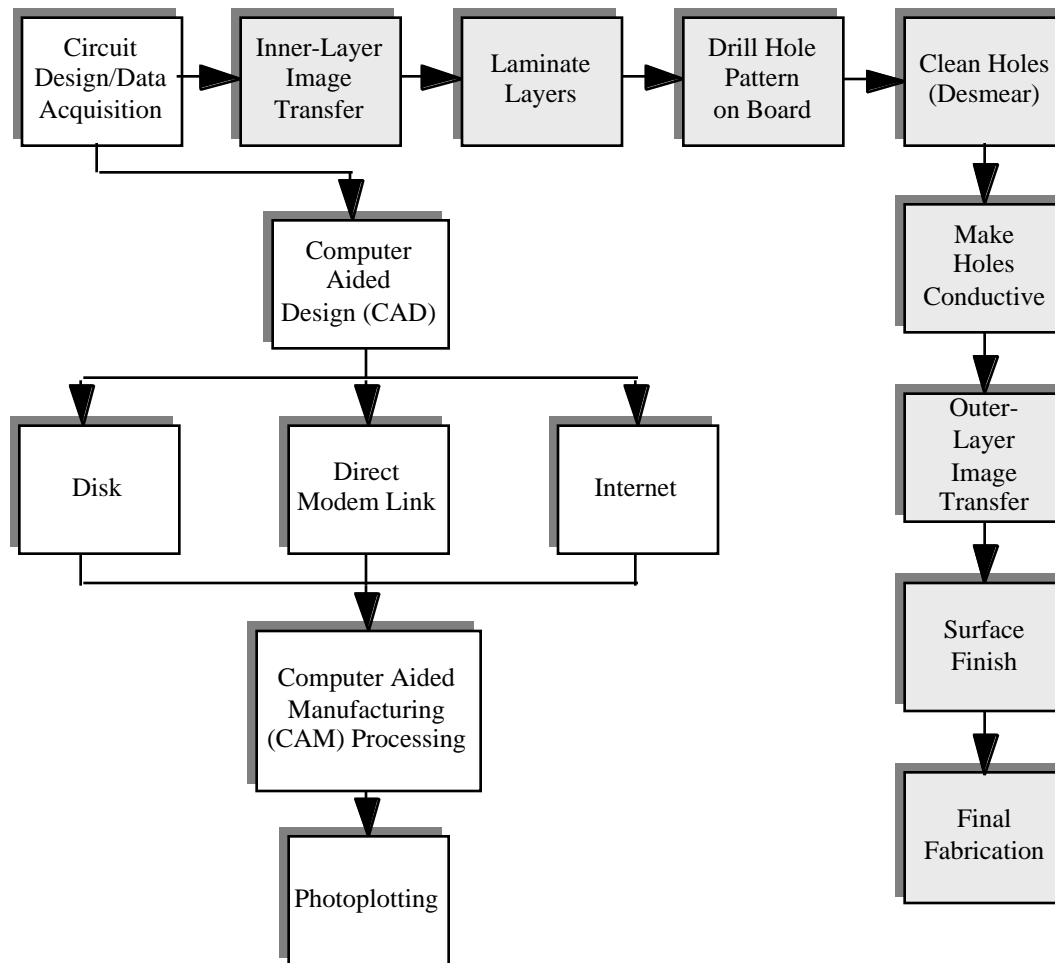 Circuit
Design/Data
Acquisition
Inner-Layer
Image
Transfer
Laminate
Layers
Drill Hole
Pattern
on Board
Clean Holes
(Desmear)
Make
Holes
Conductive
Outer-
Layer
Image
Transfer
Surface
Finish
Final
Fabrication
Computer
Aided
Design (CAD)
Disk
Direct
Modem Link
Internet
Computer Aided
Manufacturing
(CAM) Processing
Photoplotting